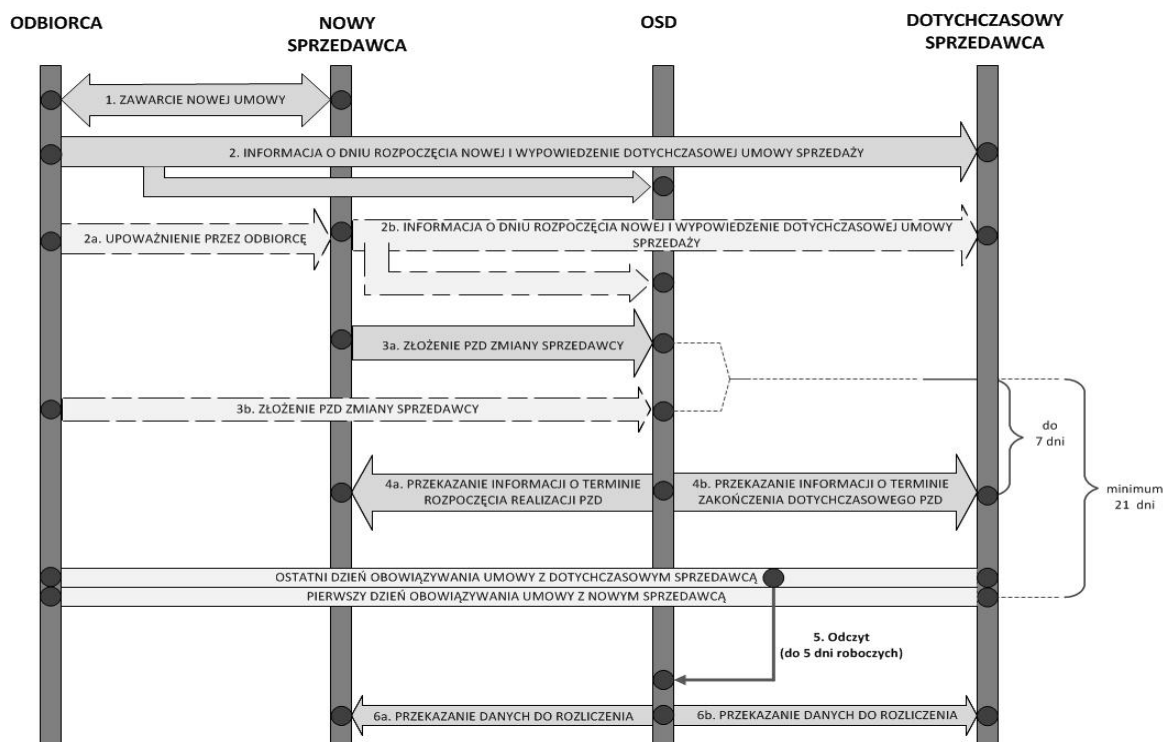 ODBIORCA
NOWY
SPRZEDAWCA
OSD
DOTYCHCZASOWY
SPRZEDAWCA
1. ZAWARCIE NOWEJ UMOWY
2. INFORMACJA O DNIU ROZPOCZĘCIA NOWEJ I WYPOWIEDZENIE DOTYCHCZASOWEJ UMOWY SPRZEDAŻY
2a. UPOWAŻNIENIE PRZEZ ODBIORCĘ
2b. INFORMACJA O DNIU ROZPOCZĘCIA NOWEJ I WYPOWIEDZENIE DOTYCHCZASOWEJ UMOWY
SPRZEDAŻY
3a. ZŁOŻENIE PZD ZMIANY SPRZEDAWCY
3b. ZŁOŻENIE PZD ZMIANY SPRZEDAWCY
do
7 dni
4a. PRZEKAZANIE INFORMACJI O TERMINIE
ROZPOCZĘCIA REALIZACJI PZD
4b. PRZEKAZANIE INFORMACJI O TERMINIE
ZAKOŃCZENIA DOTYCHCZASOWEGO PZD
minimum
21 dni
OSTATNI DZIEŃ OBOWIĄZYWANIA UMOWY Z DOTYCHCZASOWYM SPRZEDAWCĄ
PIERWSZY DZIEŃ OBOWIĄZYWANIA UMOWY Z NOWYM SPRZEDAWCĄ
5. Odczyt
(do 5 dni roboczych)
6a. PRZEKAZANIE DANYCH DO ROZLICZENIA
6b. PRZEKAZANIE DANYCH DO ROZLICZENIA